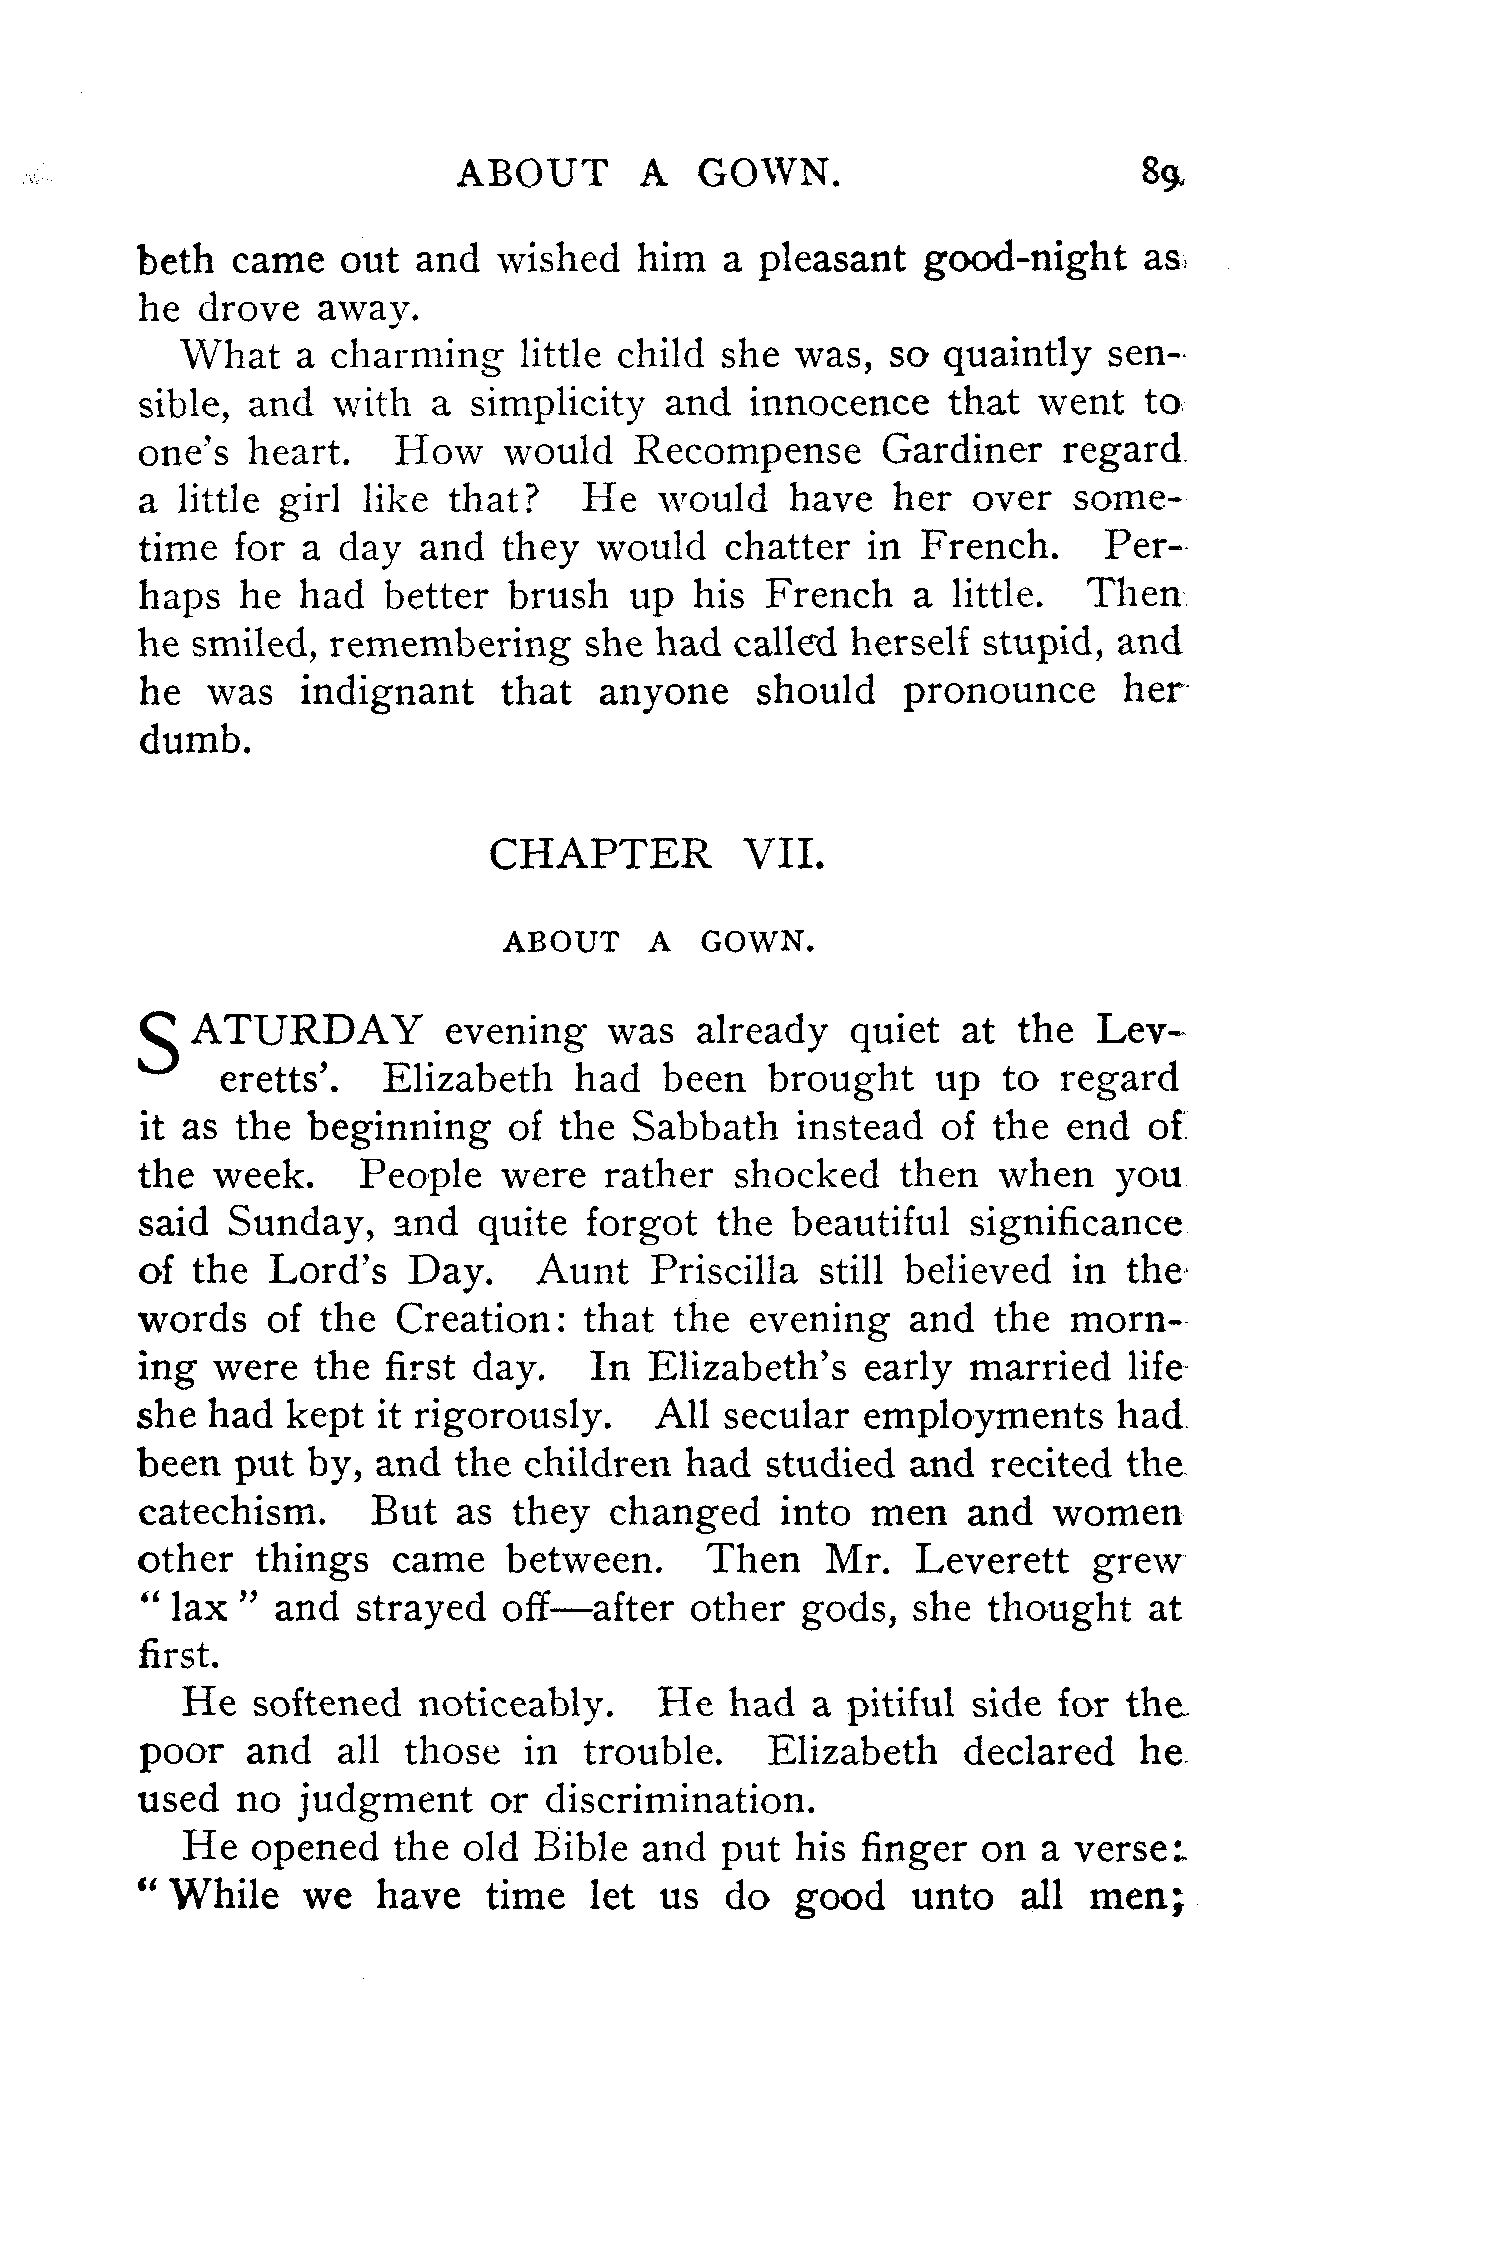 ABOUT A GOWN. 89
beth came out and wished him a pleasant good-night as
he drove away.
What a charming little child she was, so quaintly sen-
sible, and with a simplicity and innocence that went to
one's heart. How would Recompense Gardiner regard
a little girl like that? He would have her over some-
time for a day and they would chatter in French. Per-
haps he had better brush up his French a little. Then
he smiled, remembering she had called herself stupid, and
he was indignant that anyone should pronounce her
dumb.
CHAPTER VII.
ABOUT A GOWN.
SATURDAY evening was already quiet at the Lev-
eretts'. Elizabeth had been brought up to regard
it as the beginning of the Sabbath instead of the end of
the week. People were rather shocked then when you
said Sunday, and quite forgot the beautiful significance
of the Lord's Day. Aunt Priscilla still believed in the
words of the Creation: that the evening and the morn-
ing were the first day. In Elizabeth's early married life
she had kept it rigorously. All secular employments had
been put by, and the children had studied and recited the
catechism. But as they changed into men and women
other things came between. Then Mr. Leverett grew
“ lax ” and strayed off—after other gods, she thought at
first.
He softened noticeably. He had a pitiful side for the
poor and all those in trouble. Elizabeth declared he
used no judgment or discrimination.
He opened the old Bible and put his finger on a verse:
“ While we have time let us do good unto all men;